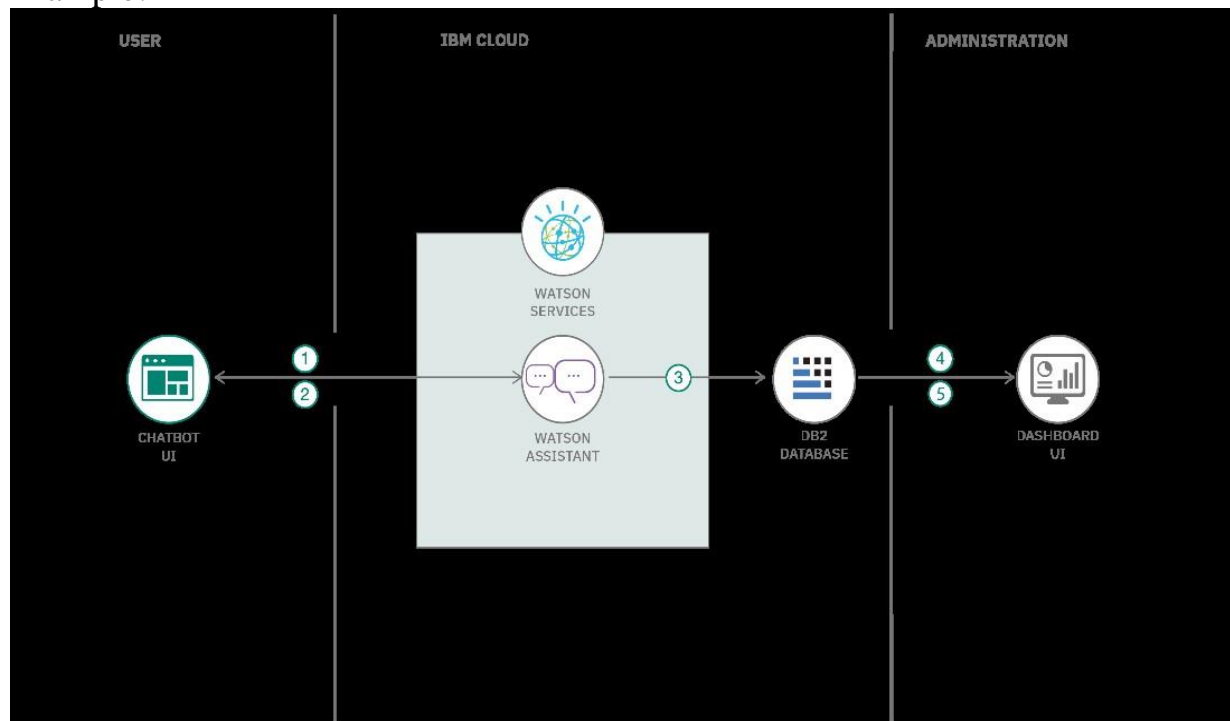 USER
IBM CLOUD
ADMINISTRATION
WATSON
SERVICES
1
2
3
4
5
CHATBOT
UI
WATSON
ASSISTANT
DB2
DATABASE
DASHBOARD
UI